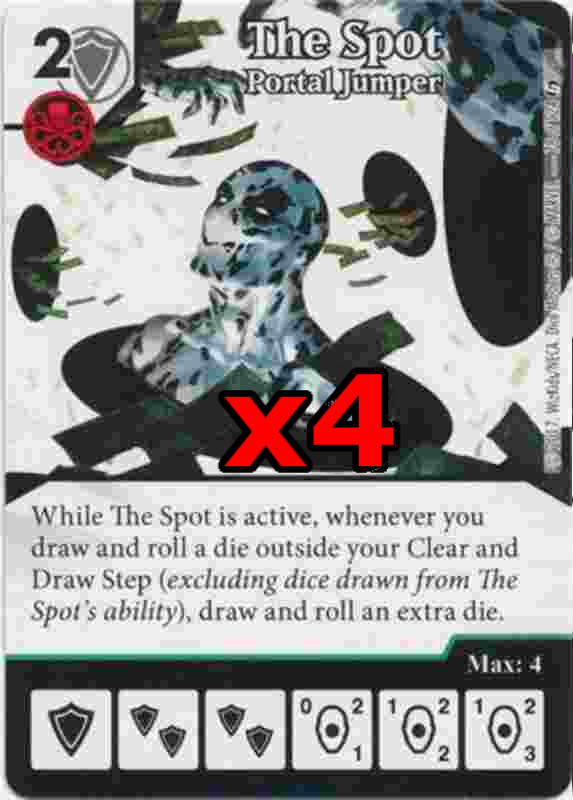 2
The Spot
Portal Jumper
x4
While The Spot is active, whenever you
draw and roll a die outside your Clear and
Draw Step (excluding dice drawn from The
Spot's ability), draw and roll an extra die.
Max: 4
0 2
1
1 2
2
1 2
3